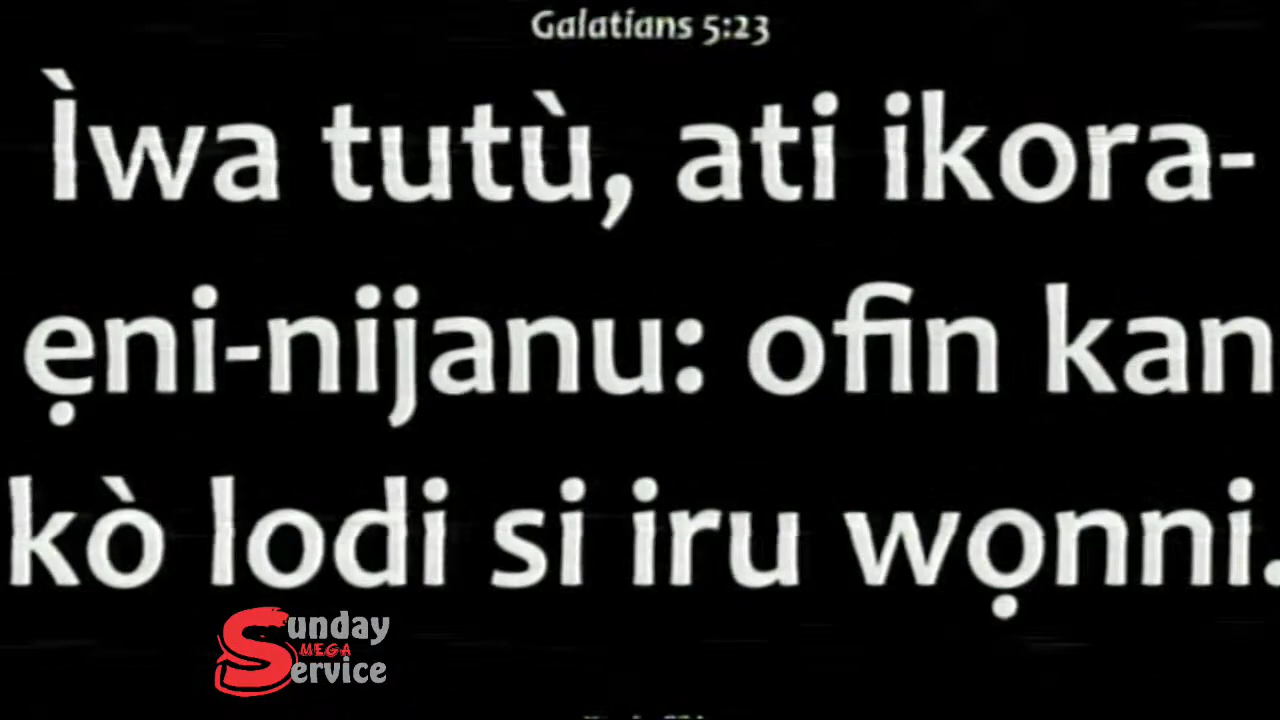 Galatians 5:23
Ìwa tutù, ati ikora-
ẹni-nijanu: ofin kan
kò lodi si iru wọnni.
Sunday
MEGA
Service